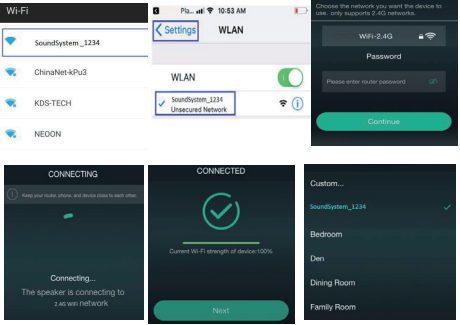 Wi-Fi
SoundSystem _1234
ChinaNet-kPu3
KDS-TECH
NEOON
Pla... 10:53 AM
Settings WLAN
WLAN
SoundSystem_1234
Unsecured Network
Choose the network you want the device to
use. only supports 2.4G networks.
WiFi-2.4G
Password
Please enter router password
Continue
CONNECTING
Keep your router, phone, and device close to each other.
Connecting...
The speaker is connecting to
2.4G WiFi network
CONNECTED
Current Wi-Fi strength of device:100%
Next
Custom...
SoundSystem_1234
Bedroom
Den
Dining Room
Family Room